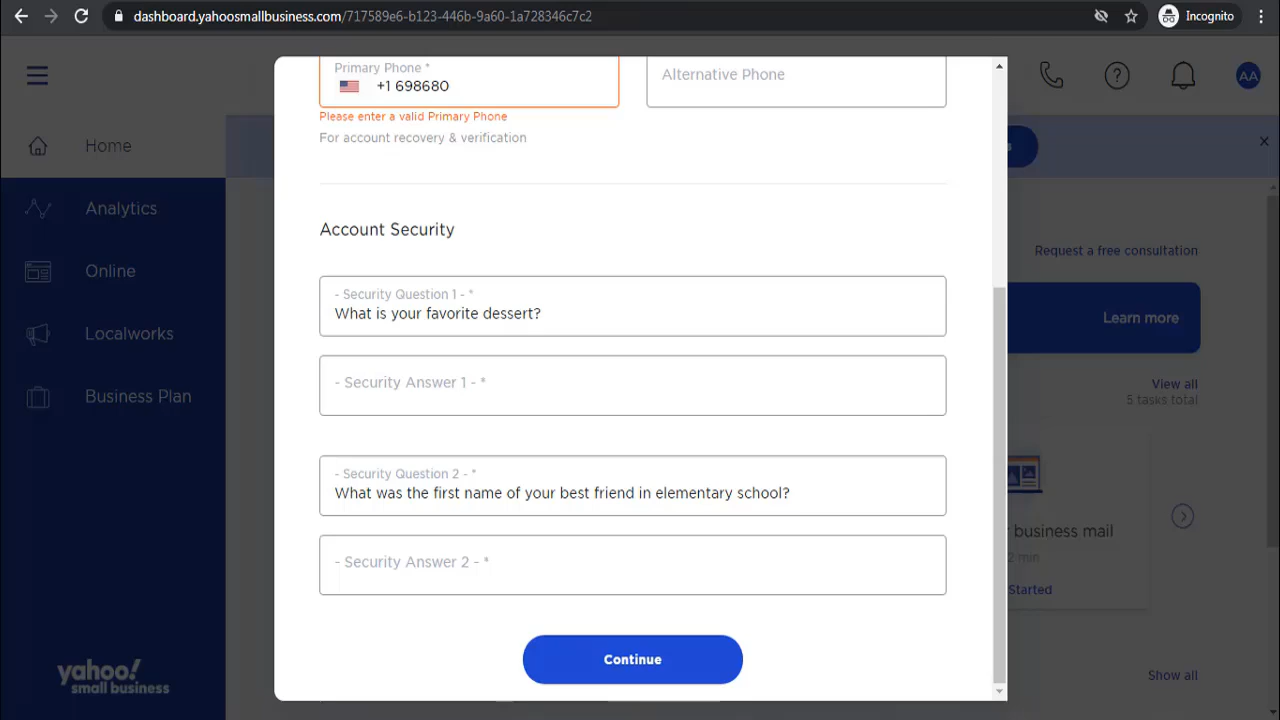 dashboard.yahoosmallbusiness.com/717589e6-b123-446b-9a60-1a728346c7c2
Incognito
Primary Phone *
+1 698680
Alternative Phone
Please enter a valid Primary Phone
For account recovery & verification
AA
Home
Analytics
Online
Localworks
Business Plan
yahoo!
small business
Account Security
- Security Question 1 - *
What is your favorite dessert?
- Security Answer 1 - *
- Security Question 2 - *
What was the first name of your best friend in elementary school?
- Security Answer 2 - *
Continue
Request a free consultation
Learn more
View all
5 tasks total
business mail
2 min
Started
Show all